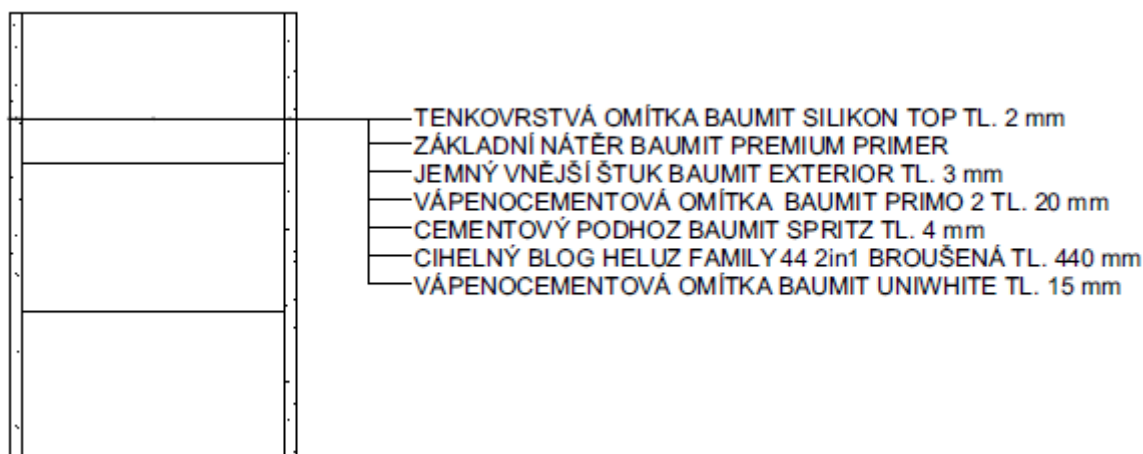 TENKOVRSTVÁ OMÍTKA BAUMIT SILIKON TOP TL. 2 mm
ZÁKLADNÍ NÁTĚR BAUMIT PREMIUM PRIMER
JEMNÝ VNĚJŠÍ ŠTUK BAUMIT EXTERIOR TL. 3 mm
VÁPENOCEMENTOVÁ OMÍTKA BAUMIT PRIMO 2 TL. 20 mm
CEMENTOVÝ PODHOZ BAUMIT SPRITZ TL. 4 mm
CIHELNÝ BLOG HELUZ FAMILY 44 2in1 BROUŠENÁ TL. 440 mm
VÁPENOCEMENTOVÁ OMÍTKA BAUMIT UNIWHITE TL. 15 mm